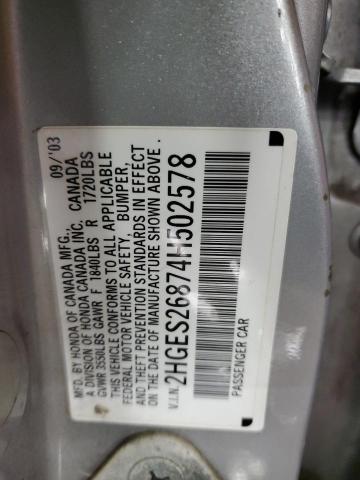 MFD. BY HONDA OF CANADA MFG., 09/'03
A DIVISION OF HONDA CANADA INC. CANADA
GVWR 3550LBS GAWR F 1840LBS R 1720LBS
THIS VEHICLE CONFORMS TO ALL APPLICABLE
FEDERAL MOTOR VEHICLE SAFETY, BUMPER,
AND THEFT PREVENTION STANDARDS IN EFFECT
ON THE DATE OF MANUFACTURE SHOWN ABOVE.
V.I.N. 2HGES26874H502578
PASSENGER CAR